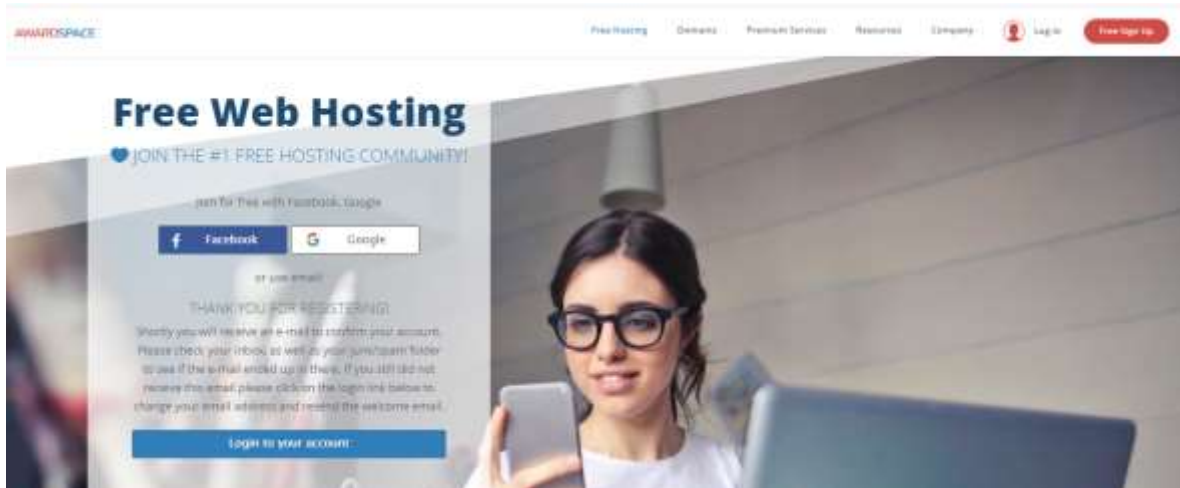 AWARDSPACE
Free Hosting Domains Premium Services Resources Company Log In Free Sign Up
Free Web Hosting
JOIN THE #1 FREE HOSTING COMMUNITY!
Join for free with Facebook, Google
Facebook Google
or use email
THANK YOU FOR REGISTERING!
Shortly you will receive an e-mail to confirm your account.
Please check your inbox as well as your junk/spam folder
to see if the e-mail ended up in there. If you still did not
receive this email please click on the login link below to
change your email address and resend the welcome email.
Login to your account